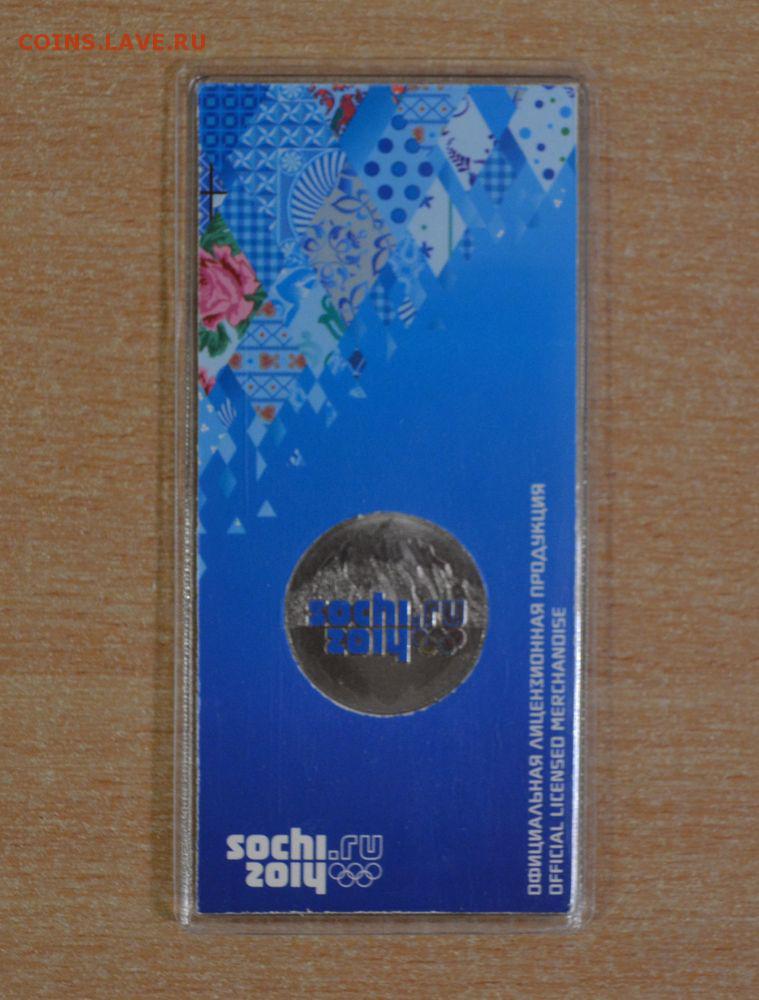 COINS.LAVE.RU
sochi.ru
2014
ОФИЦИАЛЬНАЯ ЛИЦЕНЗИОННАЯ ПРОДУКЦИЯ
OFFICIAL LICENSED MERCHANDISE
sochi.ru
2014